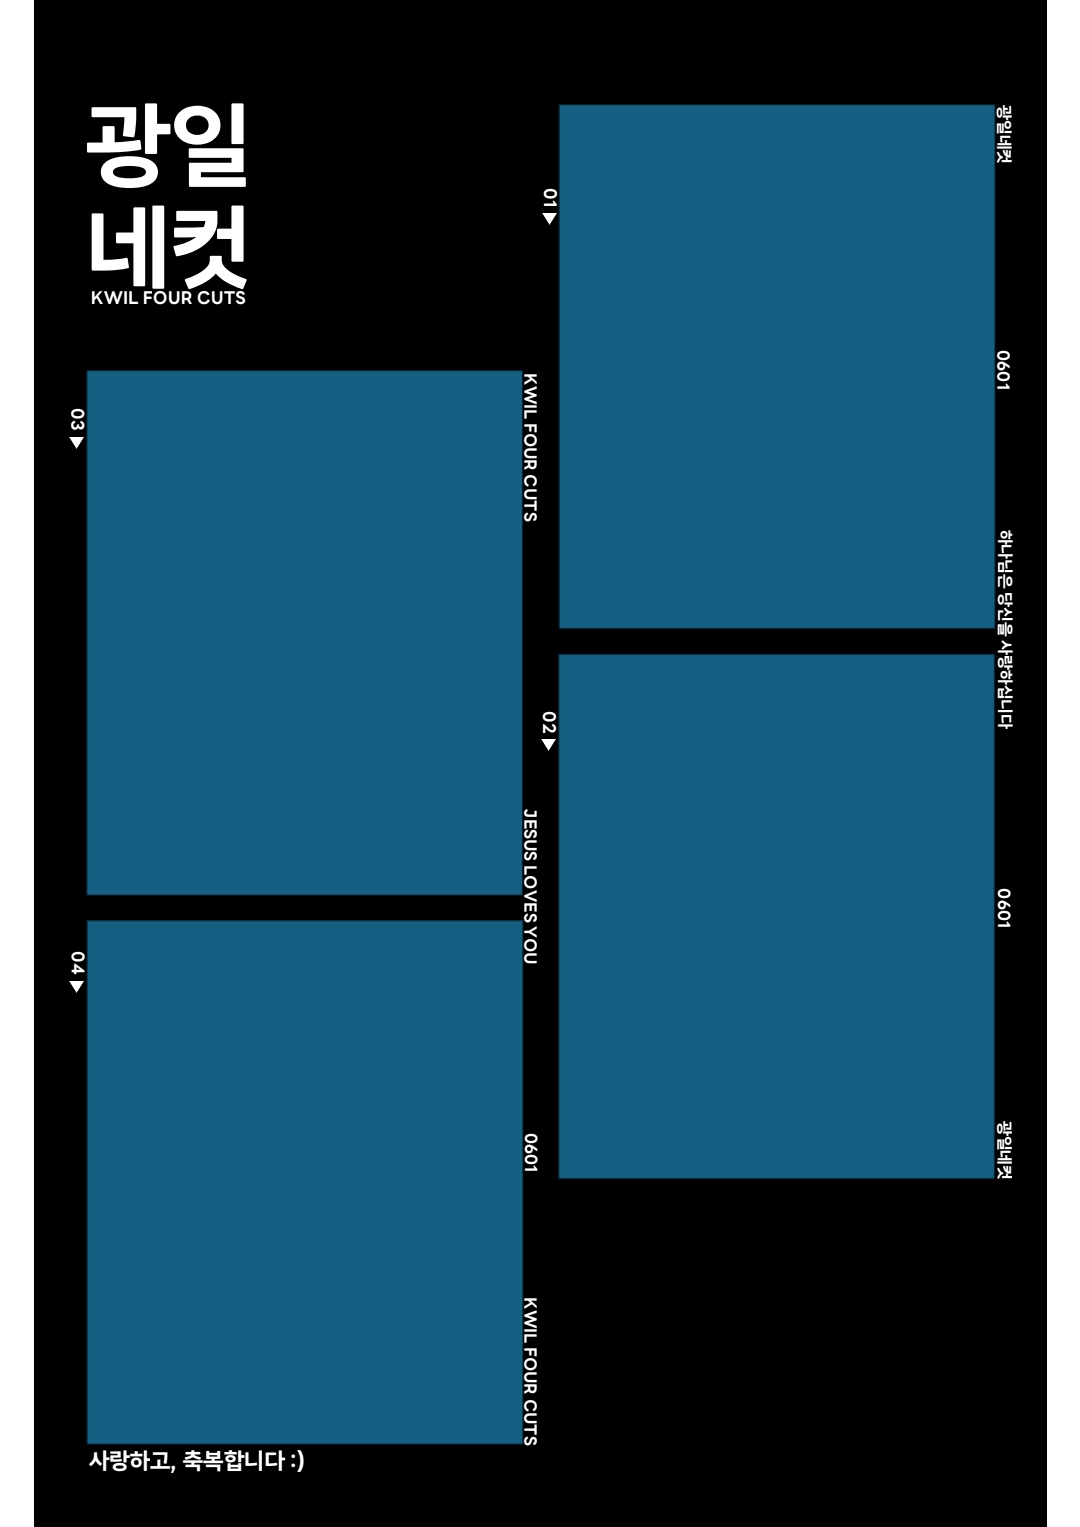 광일
네컷
KWIL FOUR CUTS
01
광일네컷
0601
하나님은 당신을 사랑하십니다
02
0601
광일네컷
03
KWIL FOUR CUTS
JESUS LOVES YOU
04
0601
KWIL FOUR CUTS
사랑하고, 축복합니다 :)